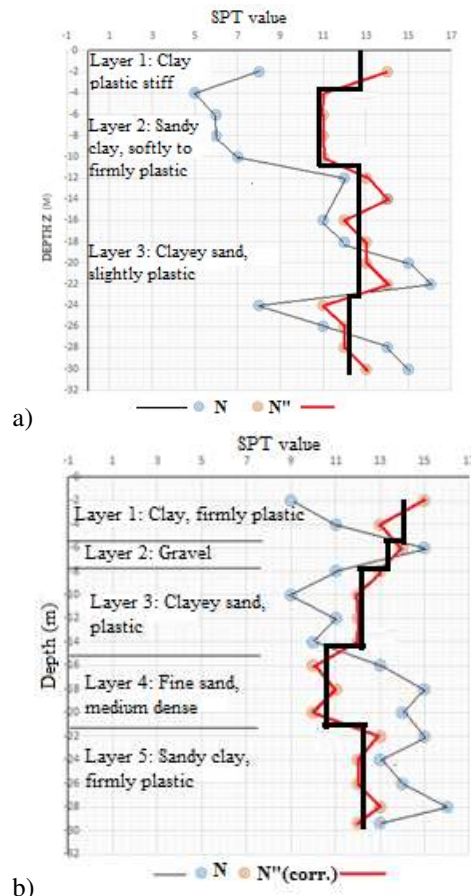 SPT value
-1 1 3 5 7 9 11 13 15 17
0
-2
-4
-6
-8
-10
-12
-14
-16
-18
-20
-22
-24
-26
-28
-30
-32
DEPTH Z (M)
Layer 1: Clay
plastic stiff
Layer 2: Sandy
clay, softly to
firmly plastic
Layer 3: Clayey sand,
slightly plastic
N N"
a)
SPT value
-1 1 3 5 7 9 11 13 15 17
Depth (m)
Layer 1: Clay, firmly plastic
Layer 2: Gravel
Layer 3: Clayey sand,
plastic
Layer 4: Fine sand,
medium dense
Layer 5: Sandy clay,
firmly plastic
N N"(corr.)
b)